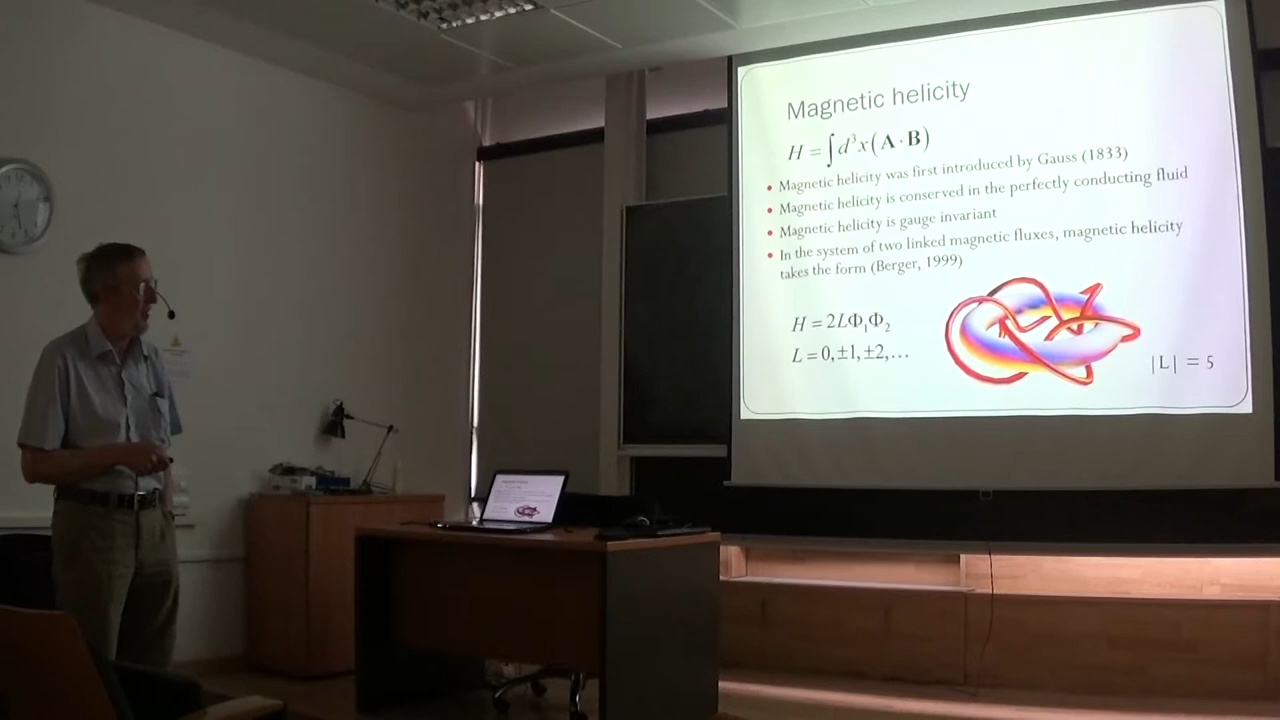 Magnetic helicity
H = ∫ d³x (A · B)
• Magnetic helicity was first introduced by Gauss (1833)
• Magnetic helicity is conserved in the perfectly conducting fluid
• Magnetic helicity is gauge invariant
• In the system of two linked magnetic fluxes, magnetic helicity
takes the form (Berger, 1999)
H = 2LΦ₁Φ₂
L = 0, ±1, ±2, ...
|L| = 5